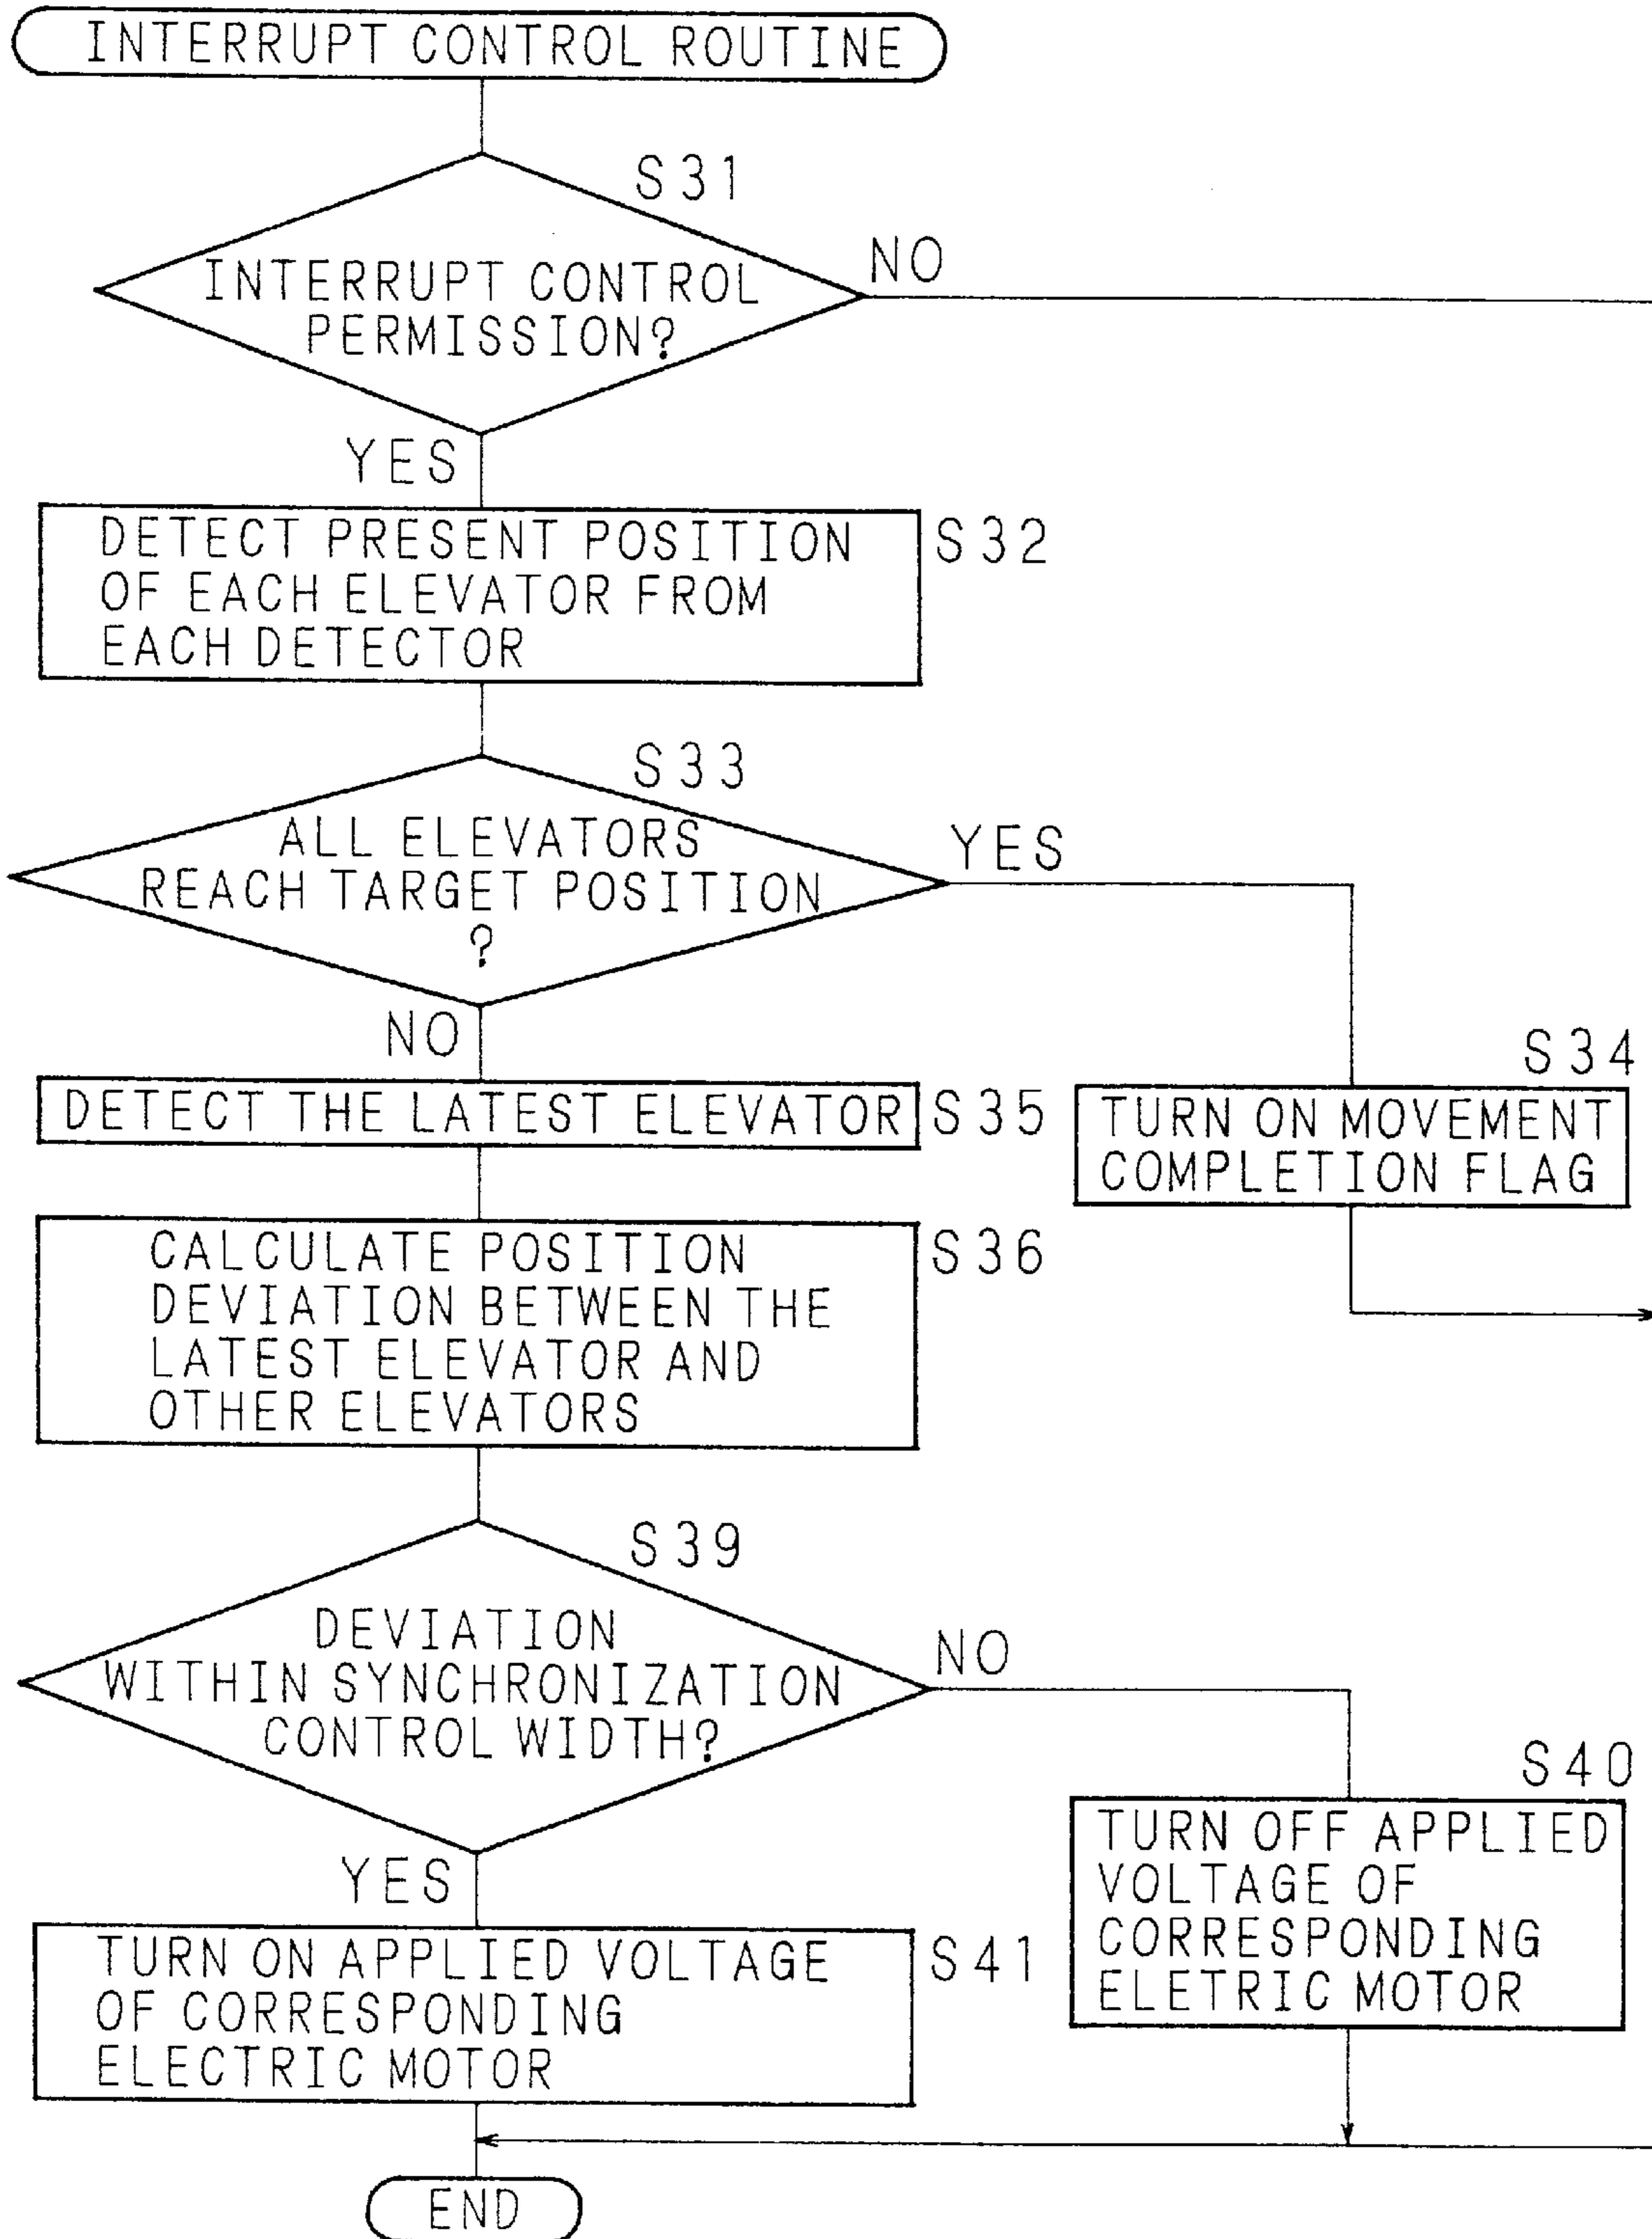 INTERRUPT CONTROL ROUTINE
S31
INTERRUPT CONTROL
PERMISSION?
NO
YES
DETECT PRESENT POSITION
OF EACH ELEVATOR FROM
EACH DETECTOR
S32
S33
ALL ELEVATORS
REACH TARGET POSITION
?
YES
NO
S34
TURN ON MOVEMENT
COMPLETION FLAG
DETECT THE LATEST ELEVATOR
S35
CALCULATE POSITION
DEVIATION BETWEEN THE
LATEST ELEVATOR AND
OTHER ELEVATORS
S36
S39
DEVIATION
WITHIN SYNCHRONIZATION
CONTROL WIDTH?
NO
YES
S40
TURN OFF APPLIED
VOLTAGE OF
CORRESPONDING
ELETRIC MOTOR
TURN ON APPLIED VOLTAGE
OF CORRESPONDING
ELECTRIC MOTOR
S41
END